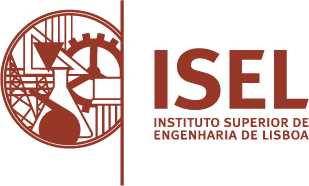 ISEL
INSTITUTO SUPERIOR DE
ENGENHARIA DE LISBOA